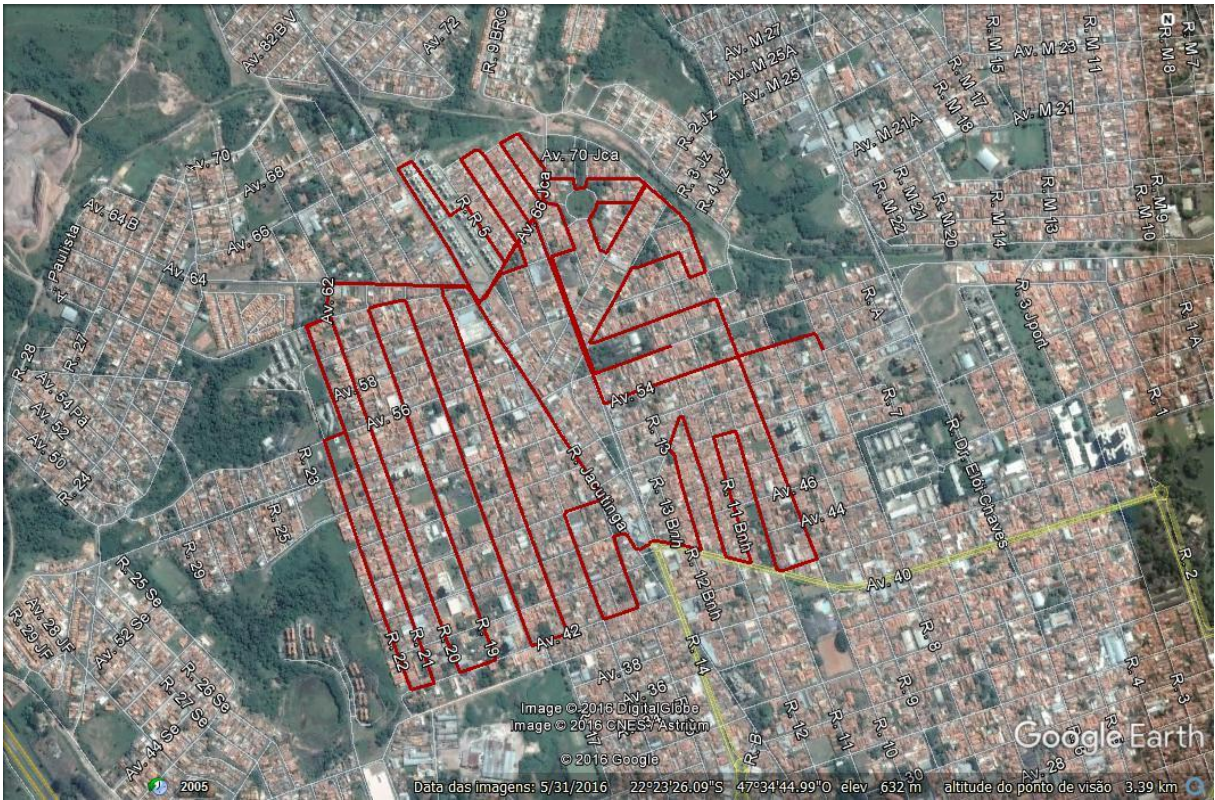 Av. 82 B.V
Av. 72
R. 9 BRc
Av. M 27
Av. M 25A
Av. M 25
R. M 15
Av. M 23
R. M 11
N
R. M 8
R. M 7
R. M 17
R. M 18
Av. M 21
Av. M 21A
Av. 70
Av. 68
Av. 70 Jca
R. 2 Jz
R. 3 Jz
R. 4 Jz
R. M 22
R. M 21
R. M 20
R. M 14
R. M 13
R. M 10
R. M 9
Av. 64 B
Av. 66
R. R 5
Av. 66 Jca
Av. Paulista
Av. 64
Av. 62
R. A
R. 3 Jport
R. 1 A
R. 28
R. 27
Av. 54 Pa
Av. 52
Av. 50
R. 24
Av. 58
Av. 56
Av. 54
R. 7
R. 1
R. 23
R. 13
R. Jacutinga
R. Dr. Elói Chaves
R. 25
R. 13 Bnh
R. 11 Bnh
Av. 46
Av. 44
R. 29
R. 25 Se
R. 12 Bnh
Av. 40
R. 2
Av. 28 JF
R. 29 JF
Av. 52 Se
R. 26 Se
R. 27 Se
R. 22
R. 21
R. 20
R. 19
Av. 42
R. 14
R. 8
Av. 38
Av. 36
R. 9
R. 4
R. 3
Av. 44 Se
R. 17
R. B
R. 12
R. 11
R. 10
Av. 28
Image © 2016 DigitalGlobe
Image © 2016 CNES / Astrium
© 2016 Google
Google Earth
2005
Data das imagens: 5/31/2016 22°23'26.09"S 47°34'44.99"O elev 632 m altitude do ponto de visão 3.39 km